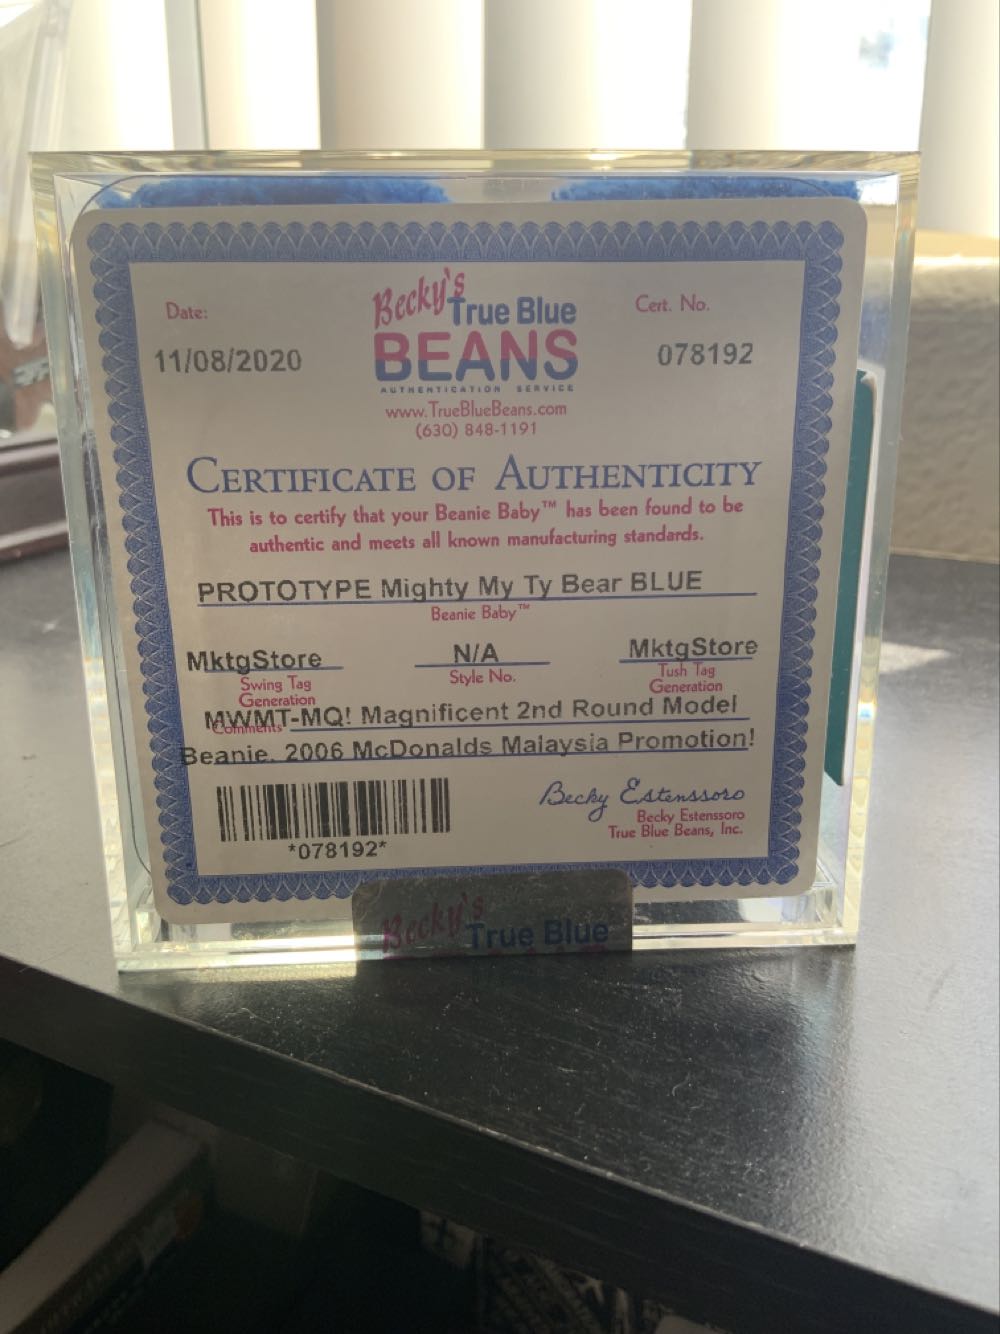 Becky's
Date:
True Blue
Cert. No.
11/08/2020
BEANS
078192
AUTHENTICATION SERVICE
www.TrueBlueBeans.com
(630) 848-1191
CERTIFICATE OF AUTHENTICITY
This is to certify that your Beanie Baby™ has been found to be
authentic and meets all known manufacturing standards.
PROTOTYPE Mighty My Ty Bear BLUE
Beanie Baby™
MktgStore N/A MktgStore
Swing Tag Generation
Style No.
Tush Tag Generation
MWMT-MQ! Magnificent 2nd Round Model
Comments
Beanie. 2006 McDonalds Malaysia Promotion!
Becky Estenssoro
Becky Estenssoro
True Blue Beans, Inc.
*078192*
Becky's
True Blue